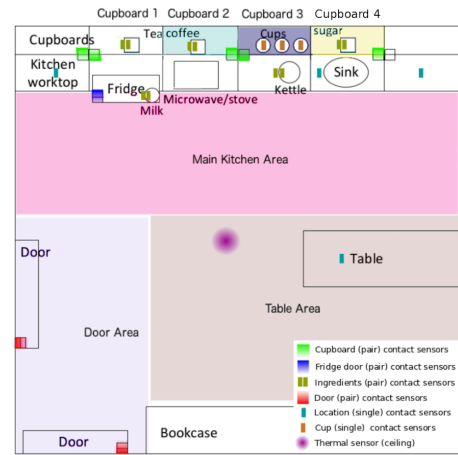 Cupboard 1 Cupboard 2 Cupboard 3 Cupboard 4
Cupboards Tea coffee Cups sugar
Kitchen
worktop
Fridge
Kettle
Sink
Microwave/stove
Milk
Main Kitchen Area
Door
Table
Table Area
Door Area
Cupboard (pair) contact sensors
Fridge door (pair) contact sensors
Ingredients (pair) contact sensors
Door (pair) contact sensors
Location (single) contact sensors
Cup (single) contact sensors
Thermal sensor (ceiling)
Door
Bookcase